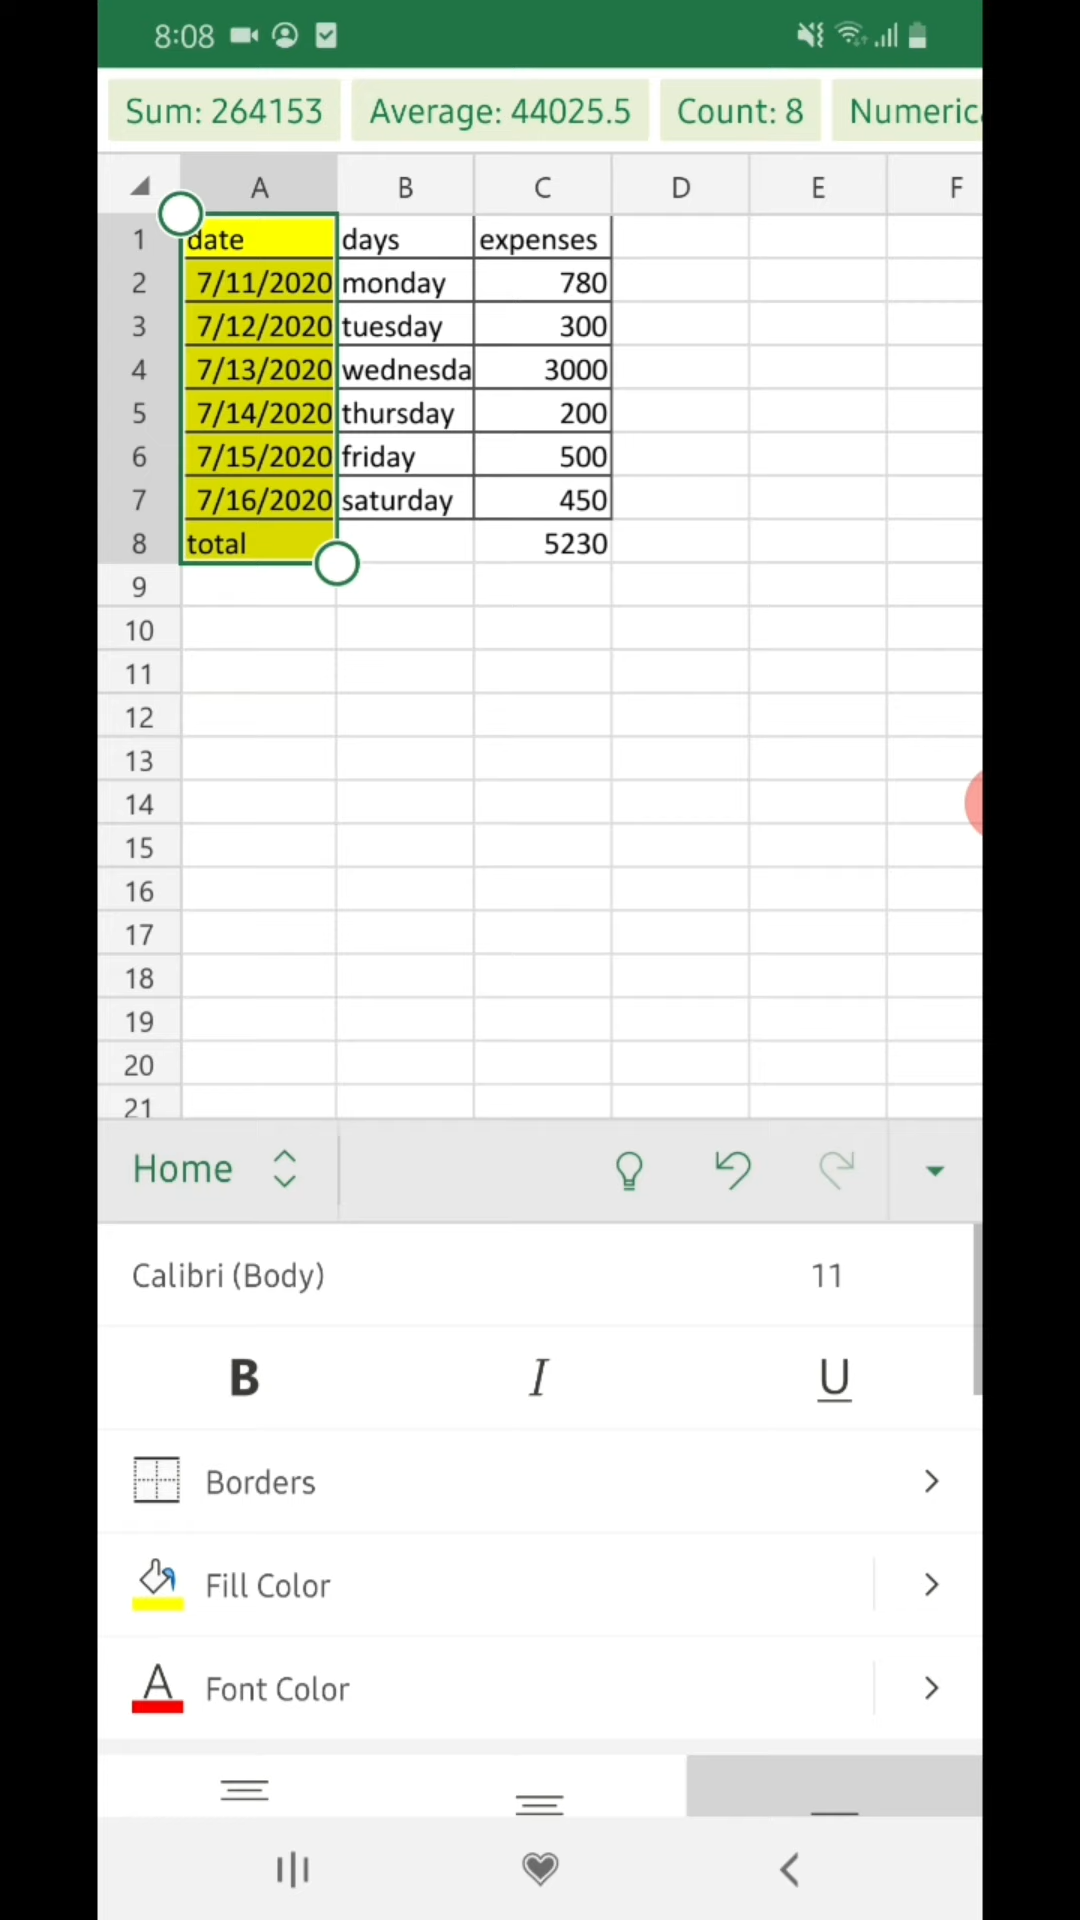 8:08
Sum: 264153 Average: 44025.5 Count: 8 Numerica
A B C D E F
1 date days expenses
2 7/11/2020 monday 780
3 7/12/2020 tuesday 300
4 7/13/2020 wednesda 3000
5 7/14/2020 thursday 200
6 7/15/2020 friday 500
7 7/16/2020 saturday 450
8 total 5230
9
10
11
12
13
14
15
16
17
18
19
20
21
Home
Calibri (Body) 11
B I U
Borders
Fill Color
A Font Color